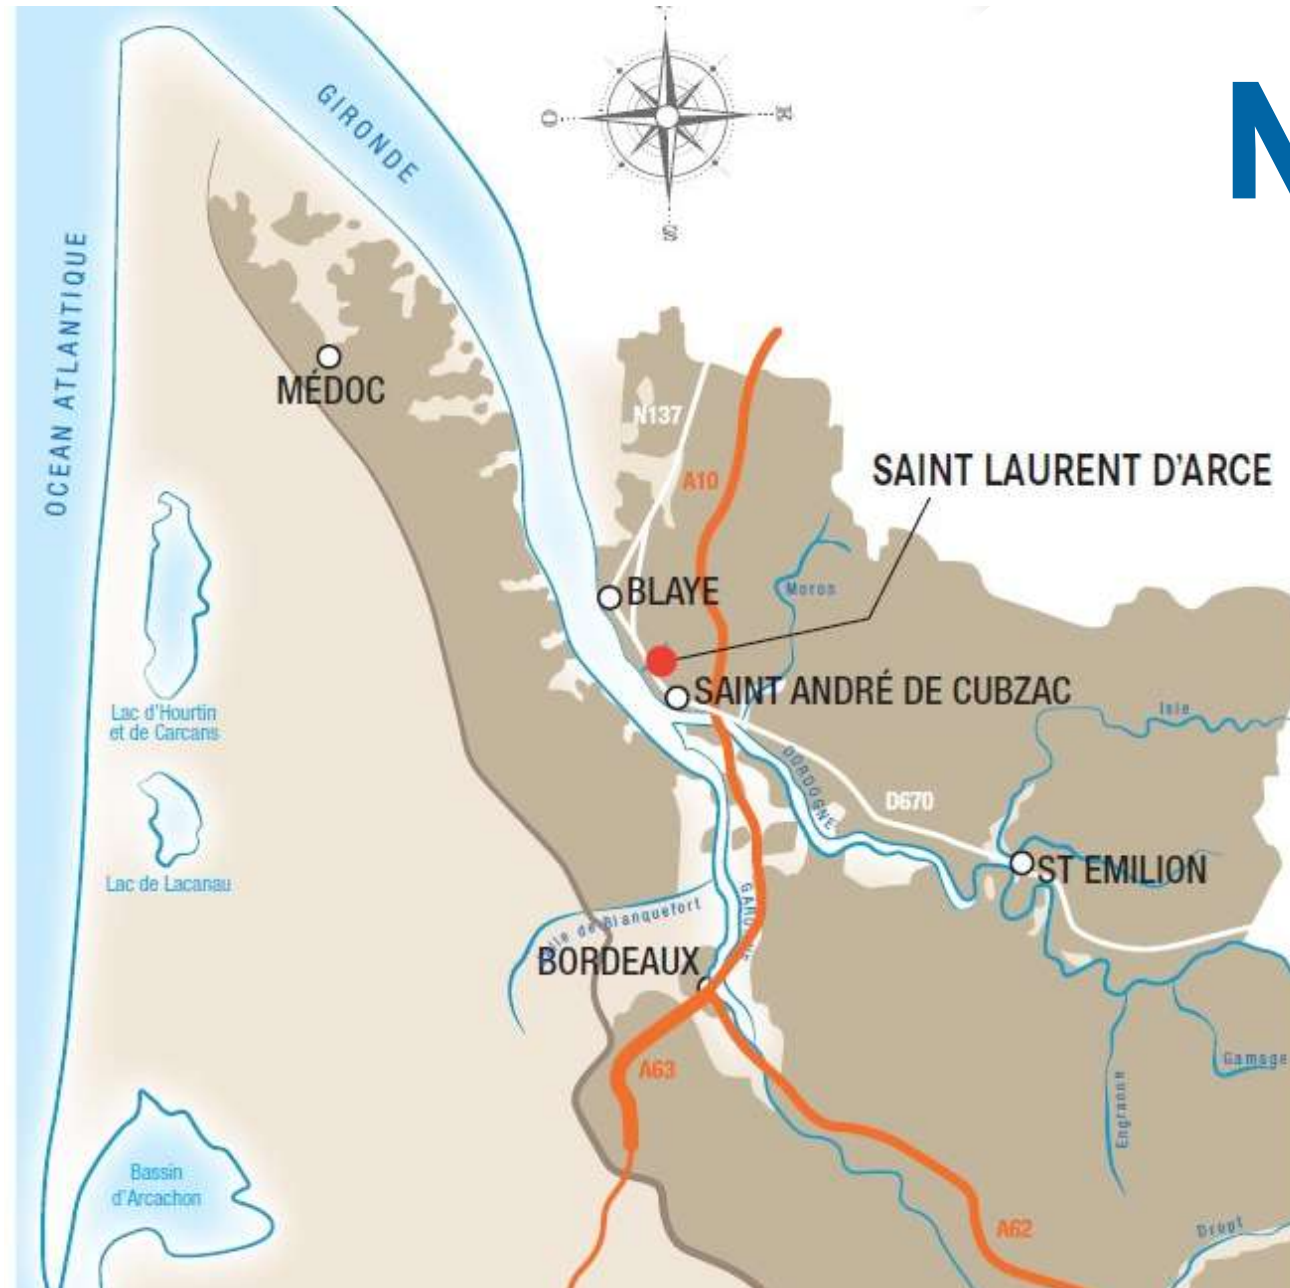 N
GIRONDE
O
S
OCEAN ATLANTIQUE
MÉDOC
N137
A10
SAINT LAURENT D'ARCE
BLAYE
Moron
SAINT ANDRÉ DE CUBZAC
Isle
Lac d'Hourtin
et de Carcans
DORDOGNE
D670
Lac de Lacanau
ST EMILION
GARONNE
de Blanquefort
BORDEAUX
A63
Gamage
Engranne
Bassin
d'Arcachon
A62
Dropt